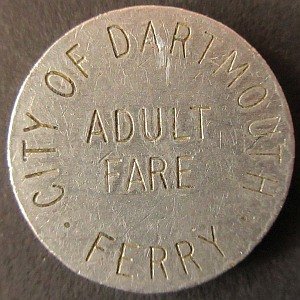 CITY OF DARTMOUTH
ADULT
FARE
· FERRY ·